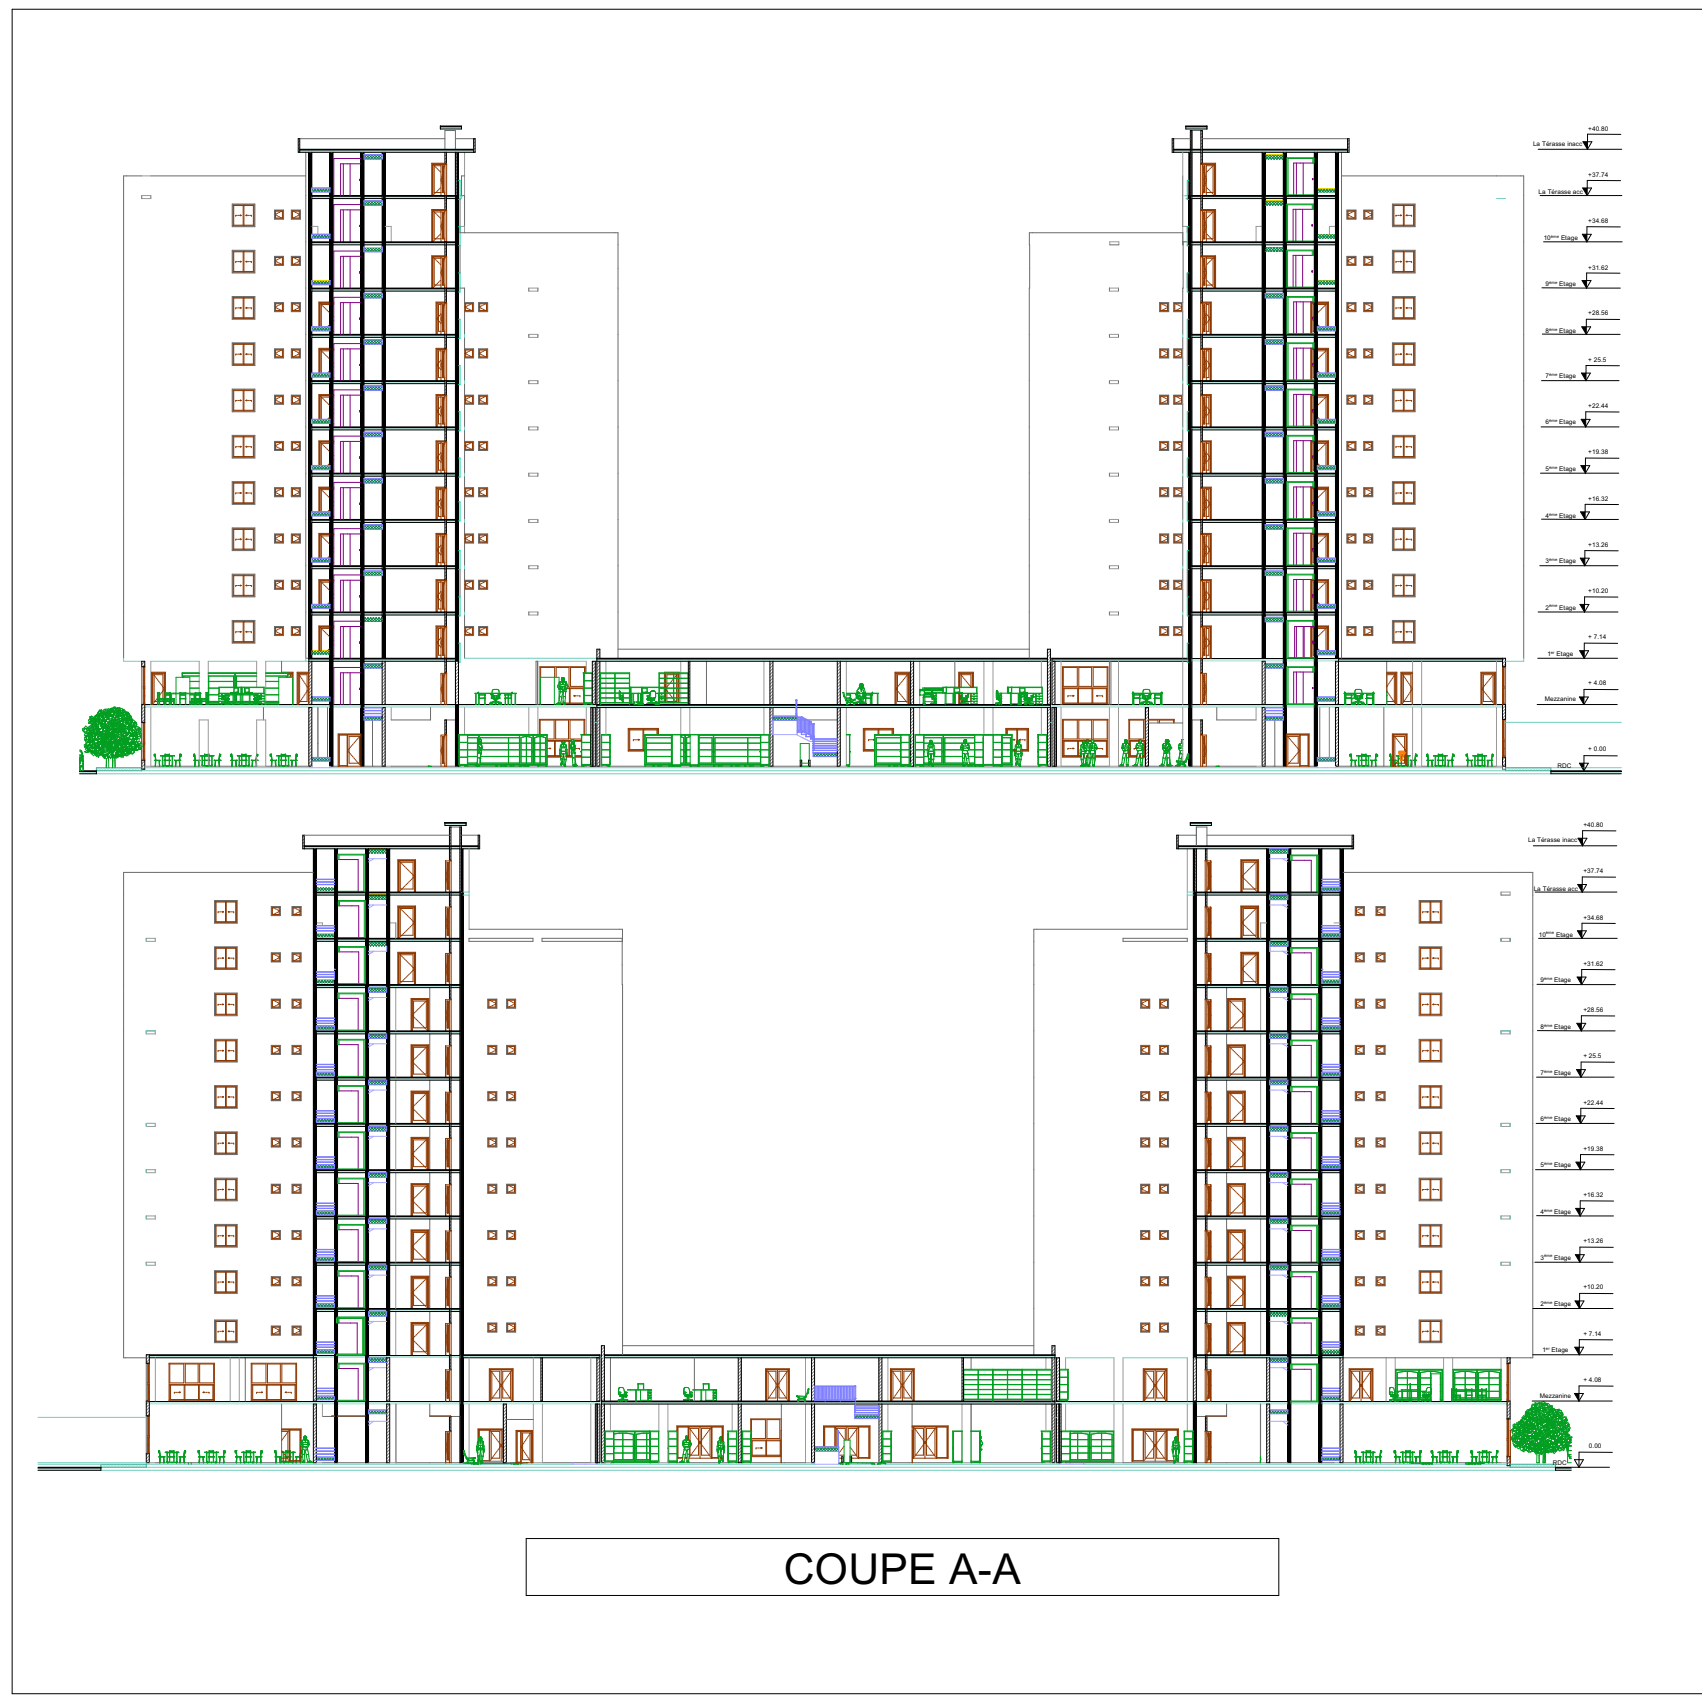 +40.80
La Térasse inacc
+37.74
La Térasse acc
+34.68
10ème Etage
+31.62
9ème Etage
+28.56
8ème Etage
+ 25.5
7ème Etage
+22.44
6ème Etage
+19.38
5ème Etage
+16.32
4ème Etage
+13.26
3ème Etage
+10.20
2ème Etage
+ 7.14
1er Etage
+ 4.08
Mezzanine
+ 0.00
RDC
+40.80
La Térasse inacc
+37.74
La Térasse acc
+34.68
10ème Etage
+31.62
9ème Etage
+28.56
8ème Etage
+ 25.5
7ème Etage
+22.44
6ème Etage
+19.38
5ème Etage
+16.32
4ème Etage
+13.26
3ème Etage
+10.20
2ème Etage
+ 7.14
1er Etage
+ 4.08
Mezzanine
0.00
RDC
COUPE A-A